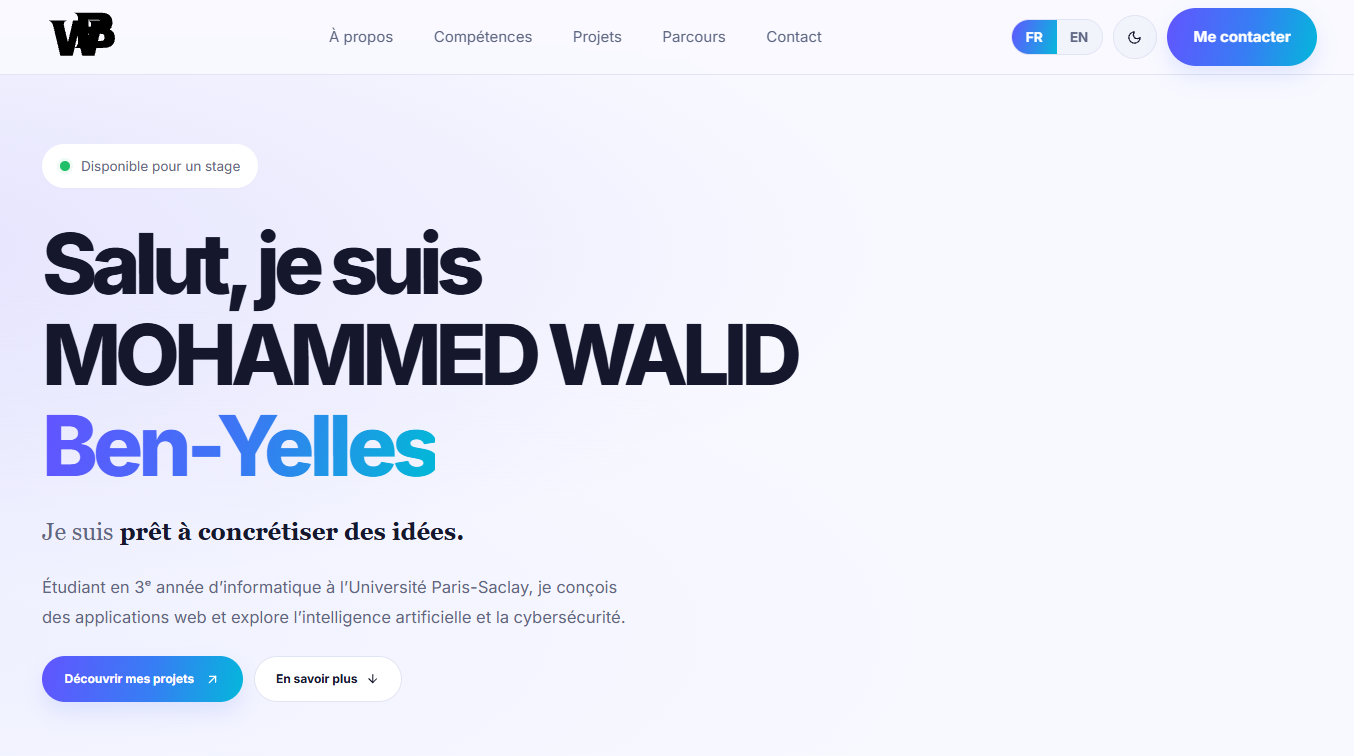 WB
À propos
Compétences
Projets
Parcours
Contact
FR
EN
Me contacter
Disponible pour un stage
Salut, je suis
MOHAMMED WALID
Ben-Yelles
Je suis prêt à concrétiser des idées.
Étudiant en 3ᵉ année d’informatique à l’Université Paris-Saclay, je conçois
des applications web et explore l’intelligence artificielle et la cybersécurité.
Découvrir mes projets
En savoir plus